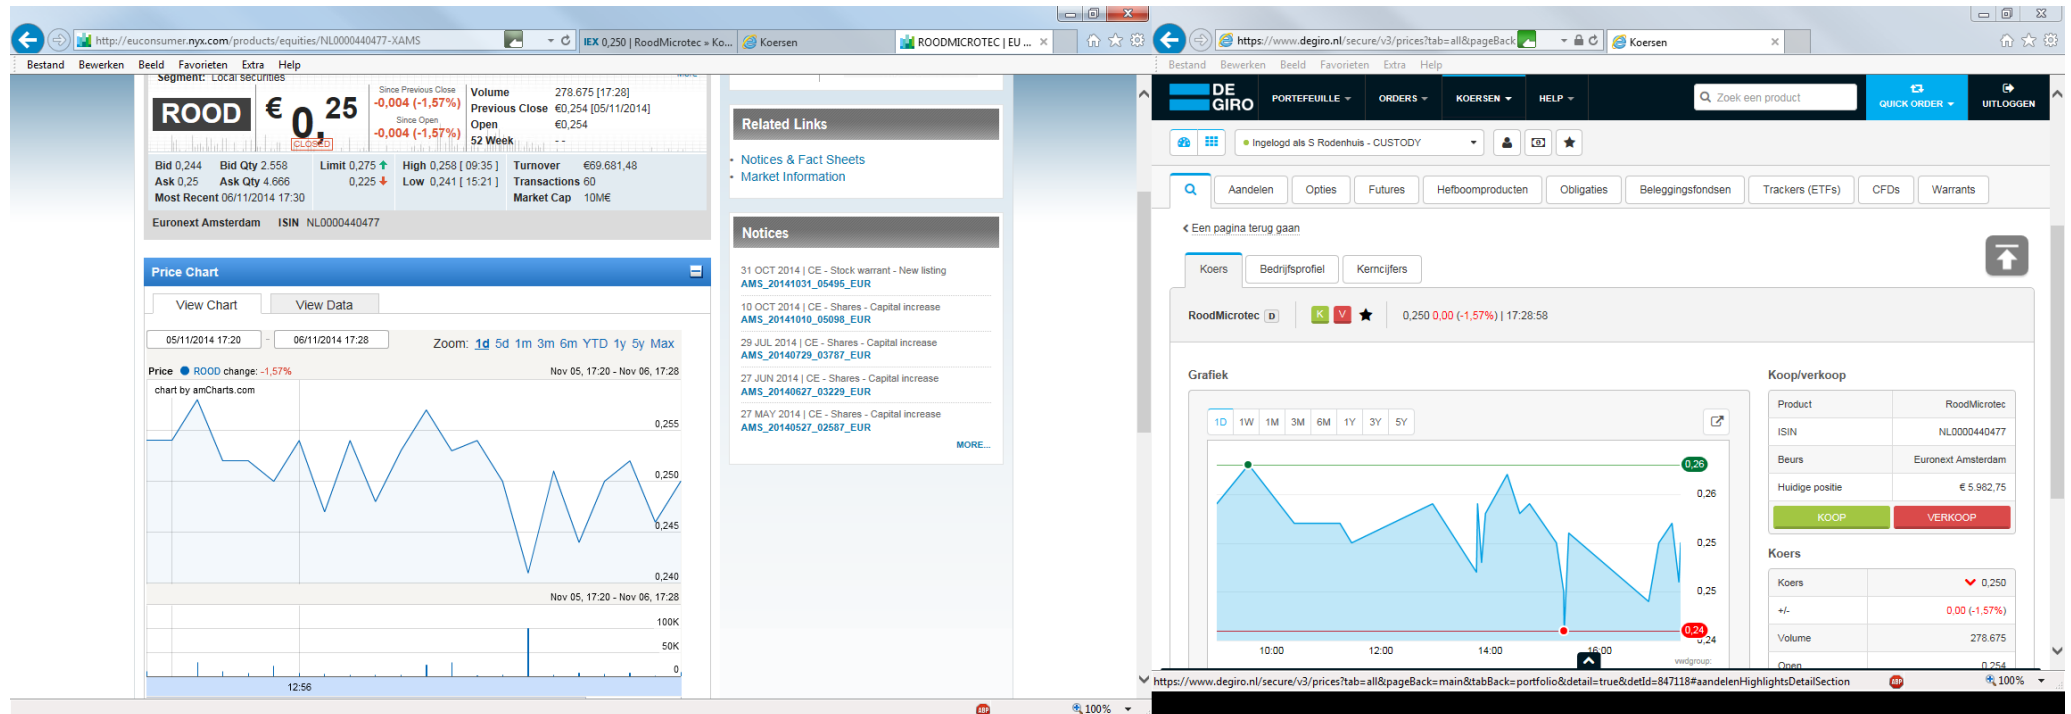 http://euconsumer.nyx.com/products/equities/NL0000440477-XAMS
IEX 0,250 | RoodMicrotec » Ko...
Koersen
ROODMICROTEC | EU ...
Bestand Bewerken Beeld Favorieten Extra Help
Segment: Local securities
MORE
ROOD
€ 0,25
CLOSED
Since Previous Close
-0,004 (-1,57%)
Since Open
-0,004 (-1,57%)
Volume 278.675 [17:28]
Previous Close €0,254 [05/11/2014]
Open €0,254
52 Week - -
Bid 0,244 Bid Qty 2.558 Limit 0,275 High 0,258 [ 09:35 ] Turnover €69.681,48
Ask 0,25 Ask Qty 4.666 0,225 Low 0,241 [ 15:21 ] Transactions 60
Most Recent 06/11/2014 17:30 Market Cap 10M€
Euronext Amsterdam ISIN NL0000440477
Price Chart
View Chart View Data
05/11/2014 17:20 - 06/11/2014 17:28 Zoom: 1d 5d 1m 3m 6m YTD 1y 5y Max
Price ROOD change: -1,57% Nov 05, 17:20 - Nov 06, 17:28
chart by amCharts.com
0,255
0,250
0,245
0,240
Nov 05, 17:20 - Nov 06, 17:28
100K
50K
0
12:56
Related Links
Notices & Fact Sheets
Market Information
Notices
31 OCT 2014 | CE - Stock warrant - New listing
AMS_20141031_05495_EUR
10 OCT 2014 | CE - Shares - Capital increase
AMS_20141010_05098_EUR
29 JUL 2014 | CE - Shares - Capital increase
AMS_20140729_03787_EUR
27 JUN 2014 | CE - Shares - Capital increase
AMS_20140627_03229_EUR
27 MAY 2014 | CE - Shares - Capital increase
AMS_20140527_02587_EUR
MORE...
ABP
100%
https://www.degiro.nl/secure/v3/prices?tab=all&pageBack
Koersen
Bestand Bewerken Beeld Favorieten Extra Help
DE GIRO
PORTEFEUILLE ORDERS KOERSEN HELP
Zoek een product
QUICK ORDER
UITLOGGEN
Ingelogd als S Rodenhuis - CUSTODY
Aandelen Opties Futures Hefboomproducten Obligaties Beleggingsfondsen Trackers (ETFs) CFDs Warrants
Een pagina terug gaan
Koers Bedrijfsprofiel Kerncijfers
RoodMicrotec D K V 0,250 0,00 (-1,57%) | 17:28:58
Grafiek
1D 1W 1M 3M 6M 1Y 3Y 5Y
0,26
0,26
0,25
0,25
0,24
0,24
10:00 12:00 14:00 16:00
vwdgroup:
Koop/verkoop
Product RoodMicrotec
ISIN NL0000440477
Beurs Euronext Amsterdam
Huidige positie € 5.982,75
KOOP VERKOOP
Koers
Koers 0,250
+/- 0,00 (-1,57%)
Volume 278.675
Open 0,254
https://www.degiro.nl/secure/v3/prices?tab=all&pageBack=main&tabBack=portfolio&detail=true&detId=847118#aandelenHighlightsDetailSection
ABP
100%